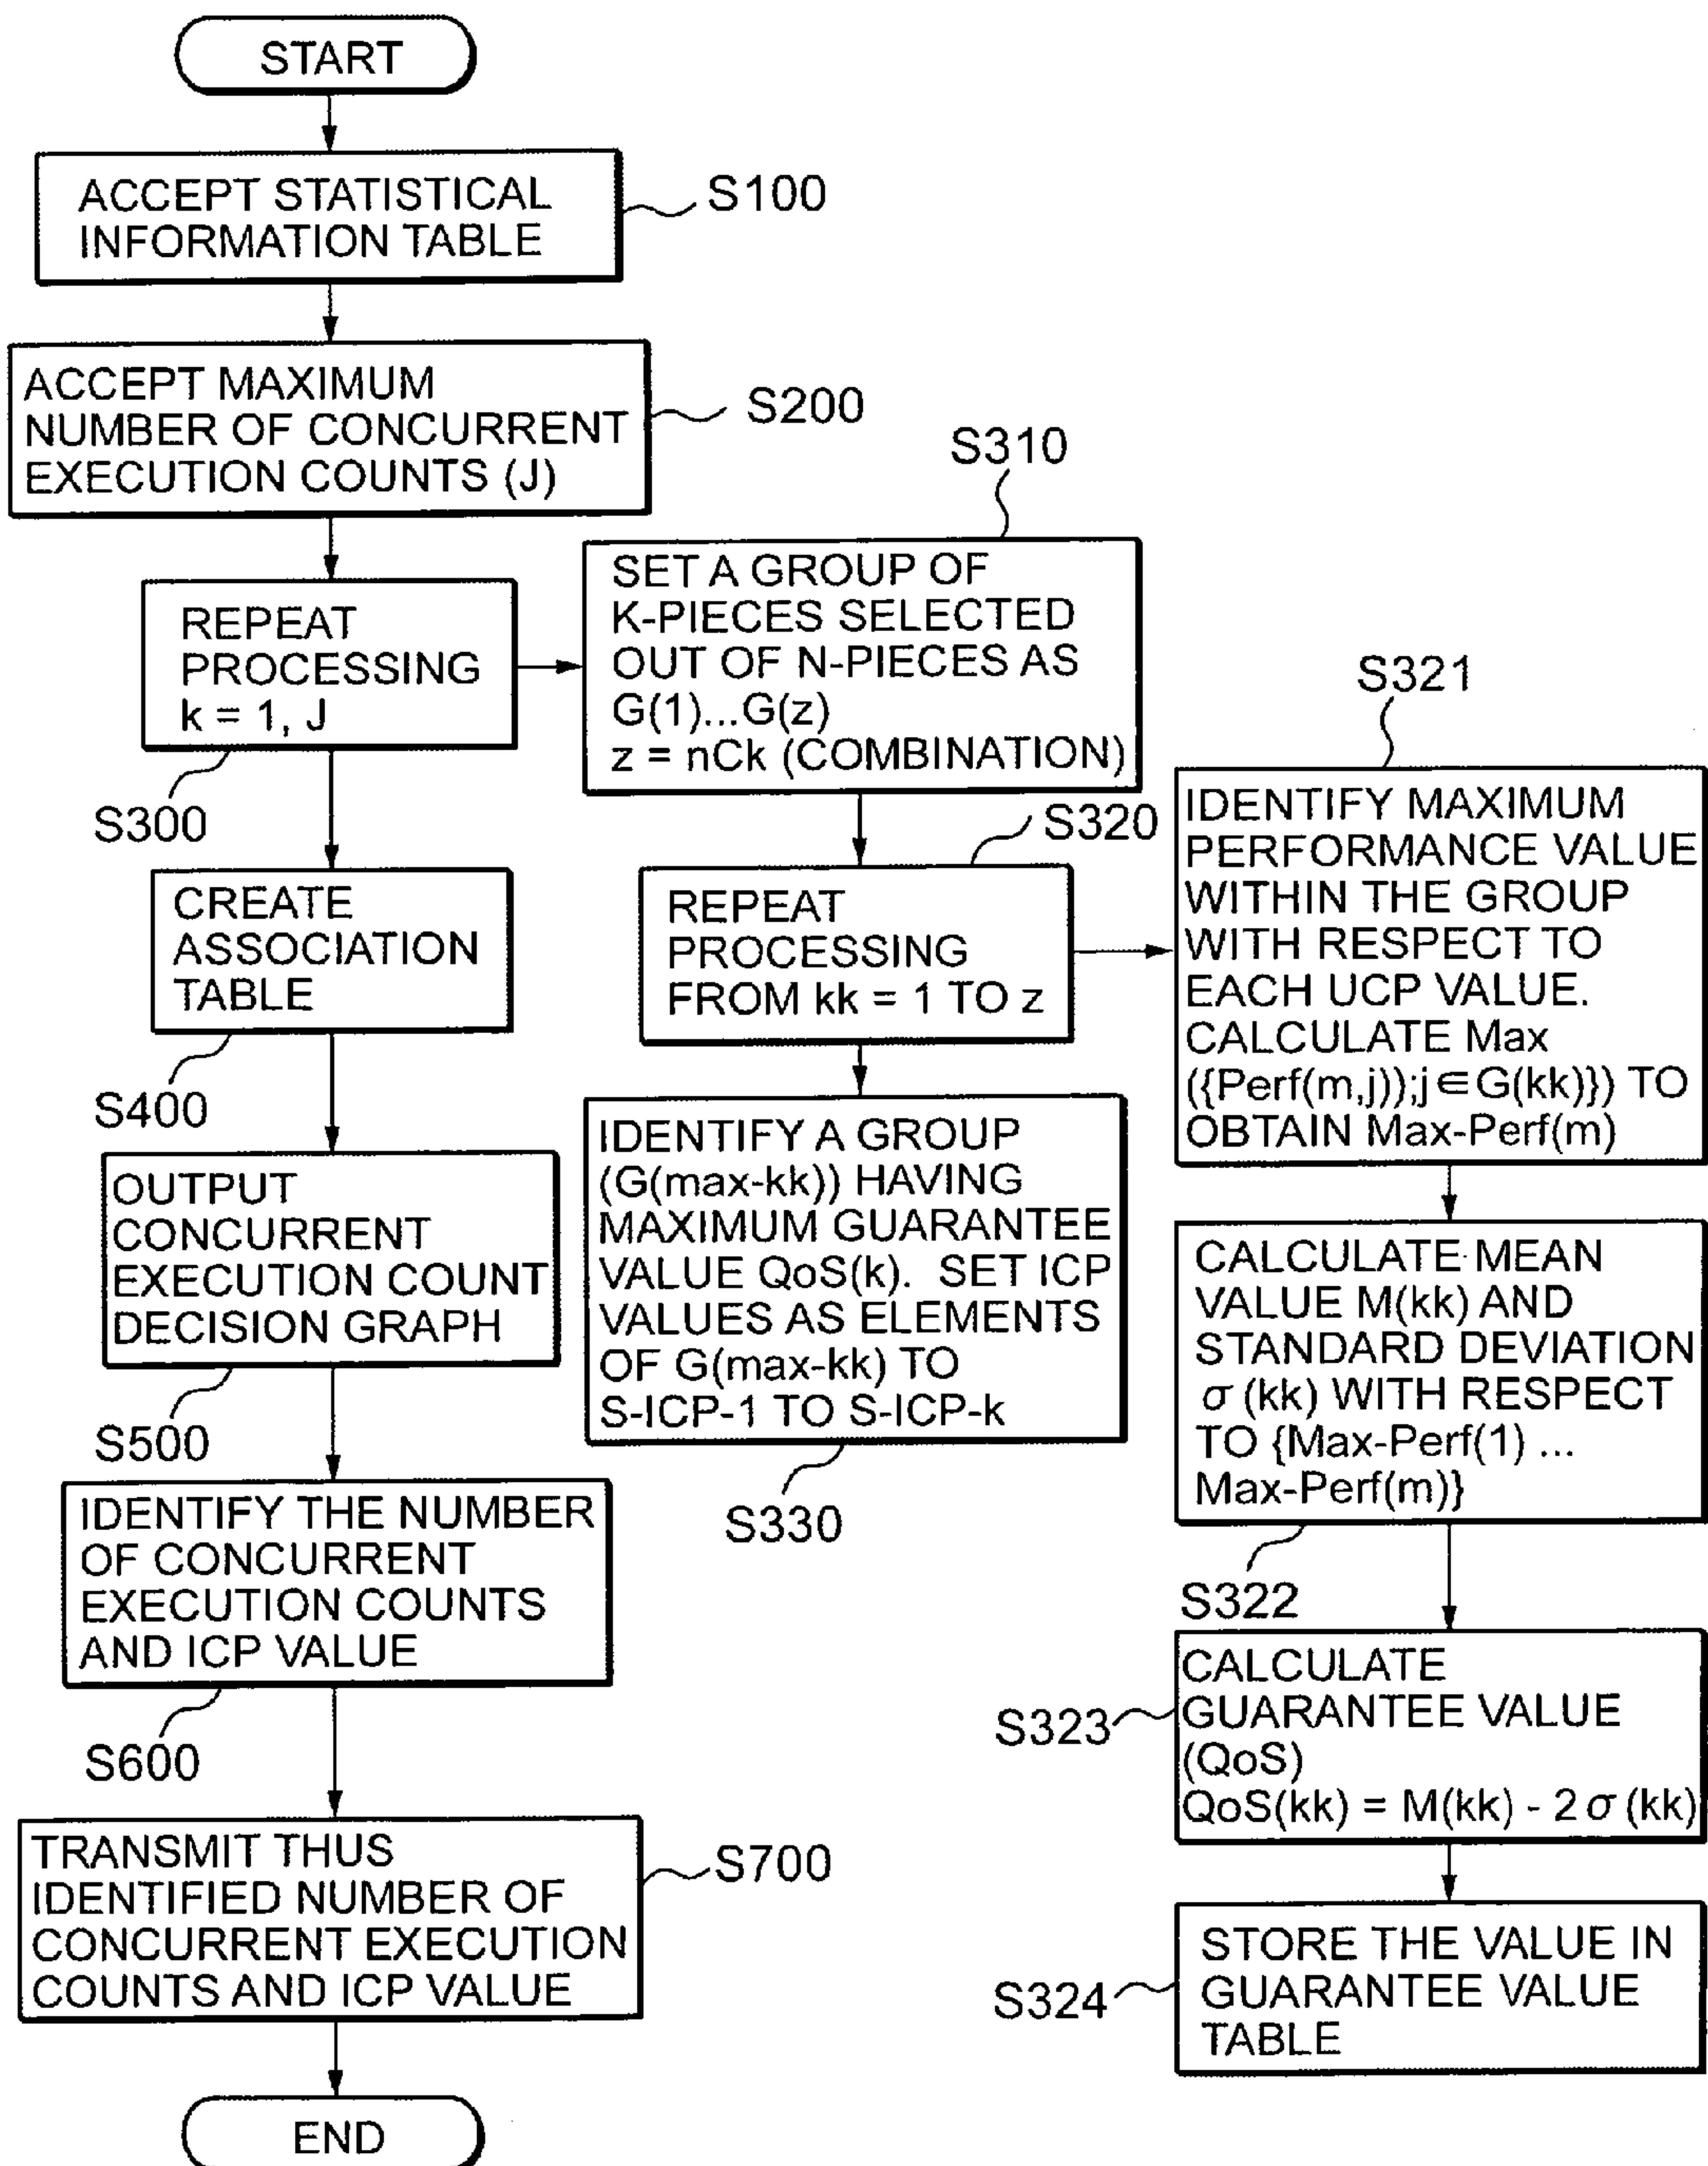 START
ACCEPT STATISTICAL
INFORMATION TABLE
S100
ACCEPT MAXIMUM
NUMBER OF CONCURRENT
EXECUTION COUNTS (J)
S200
REPEAT
PROCESSING
k = 1, J
S300
CREATE
ASSOCIATION
TABLE
S400
OUTPUT
CONCURRENT
EXECUTION COUNT
DECISION GRAPH
S500
IDENTIFY THE NUMBER
OF CONCURRENT
EXECUTION COUNTS
AND ICP VALUE
S600
TRANSMIT THUS
IDENTIFIED NUMBER OF
CONCURRENT EXECUTION
COUNTS AND ICP VALUE
S700
END
S310
SET A GROUP OF
K-PIECES SELECTED
OUT OF N-PIECES AS
G(1)...G(z)
z = nCk (COMBINATION)
S320
REPEAT
PROCESSING
FROM kk = 1 TO z
IDENTIFY A GROUP
(G(max-kk)) HAVING
MAXIMUM GUARANTEE
VALUE QoS(k). SET ICP
VALUES AS ELEMENTS
OF G(max-kk) TO
S-ICP-1 TO S-ICP-k
S330
S321
IDENTIFY MAXIMUM
PERFORMANCE VALUE
WITHIN THE GROUP
WITH RESPECT TO
EACH UCP VALUE.
CALCULATE Max
({Perf(m,j));j∈G(kk)}) TO
OBTAIN Max-Perf(m)
CALCULATE MEAN
VALUE M(kk) AND
STANDARD DEVIATION
σ(kk) WITH RESPECT
TO {Max-Perf(1) ...
Max-Perf(m)}
S322
CALCULATE
GUARANTEE VALUE
(QoS)
QoS(kk) = M(kk) - 2σ(kk)
S323
STORE THE VALUE IN
GUARANTEE VALUE
TABLE
S324